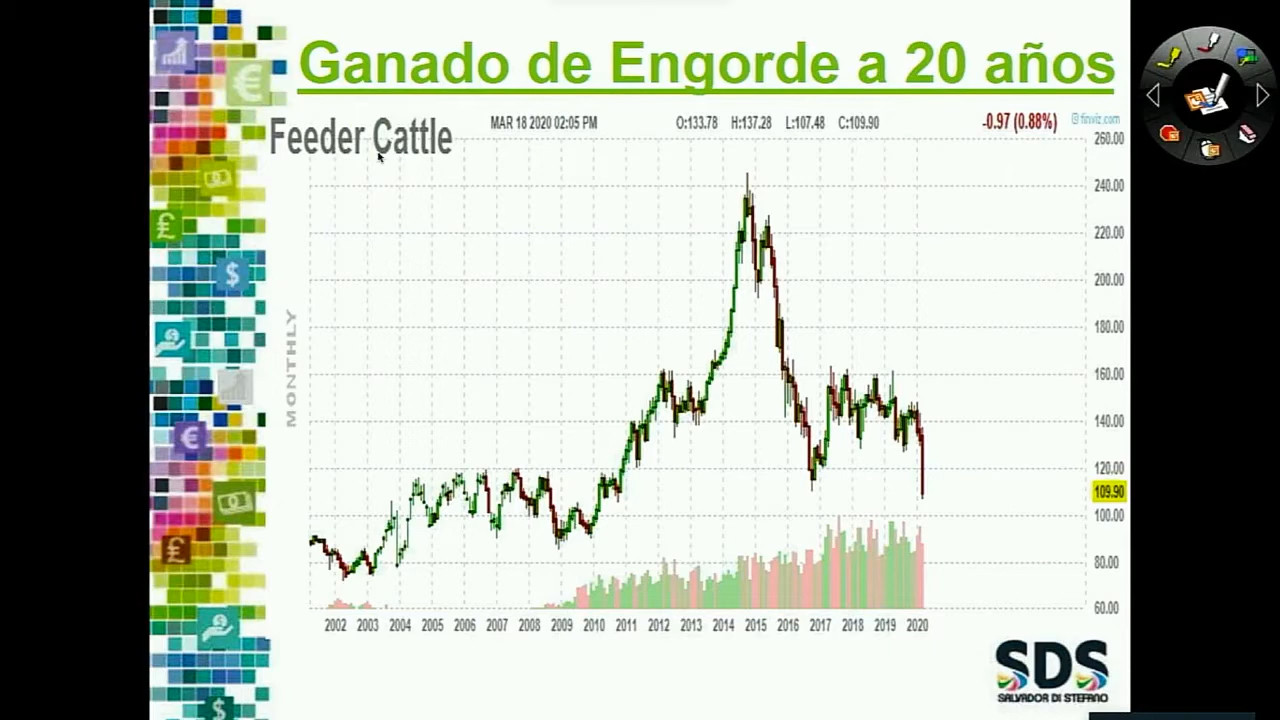 Ganado de Engorde a 20 años
Feeder Cattle
MAR 18 2020 02:05 PM O:133.78 H:137.28 L:107.48 C:109.90 -0.97 (0.88%) @finviz.com
260.00
240.00
220.00
200.00
180.00
160.00
140.00
120.00
109.90
100.00
80.00
60.00
MONTHLY
2002 2003 2004 2005 2006 2007 2008 2009 2010 2011 2012 2013 2014 2015 2016 2017 2018 2019 2020
SDS
SALVADOR DI STEFANO